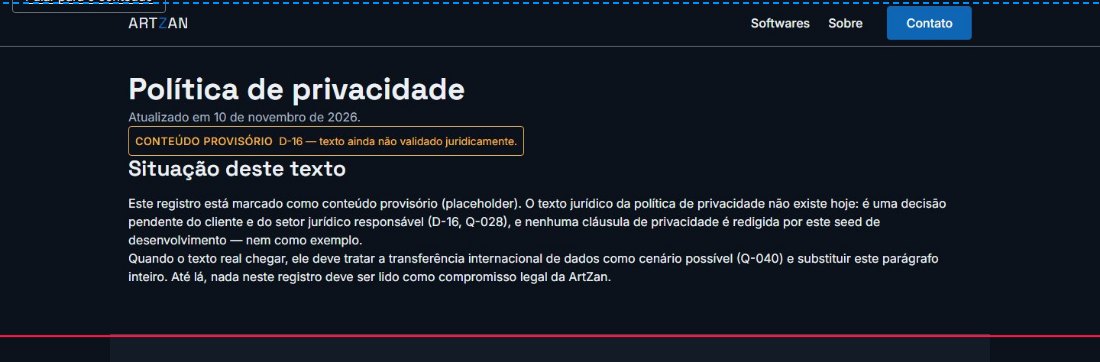 ARTZAN
Softwares
Sobre
Contato
Política de privacidade
Atualizado em 10 de novembro de 2026.
CONTEÚDO PROVISÓRIO D-16 — texto ainda não validado juridicamente.
Situação deste texto
Este registro está marcado como conteúdo provisório (placeholder). O texto jurídico da política de privacidade não existe hoje: é uma decisão
pendente do cliente e do setor jurídico responsável (D-16, Q-028), e nenhuma cláusula de privacidade é redigida por este seed de
desenvolvimento — nem como exemplo.
Quando o texto real chegar, ele deve tratar a transferência internacional de dados como cenário possível (Q-040) e substituir este parágrafo
inteiro. Até lá, nada neste registro deve ser lido como compromisso legal da ArtZan.